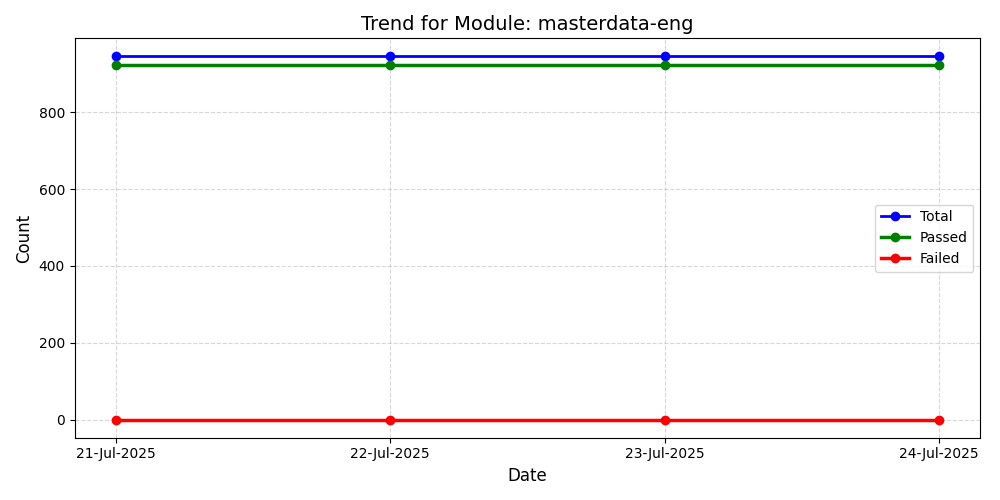 Trend for Module: masterdata-eng
Count
800
600
400
200
0
Total
Passed
Failed
21-Jul-2025
22-Jul-2025
23-Jul-2025
24-Jul-2025
Date